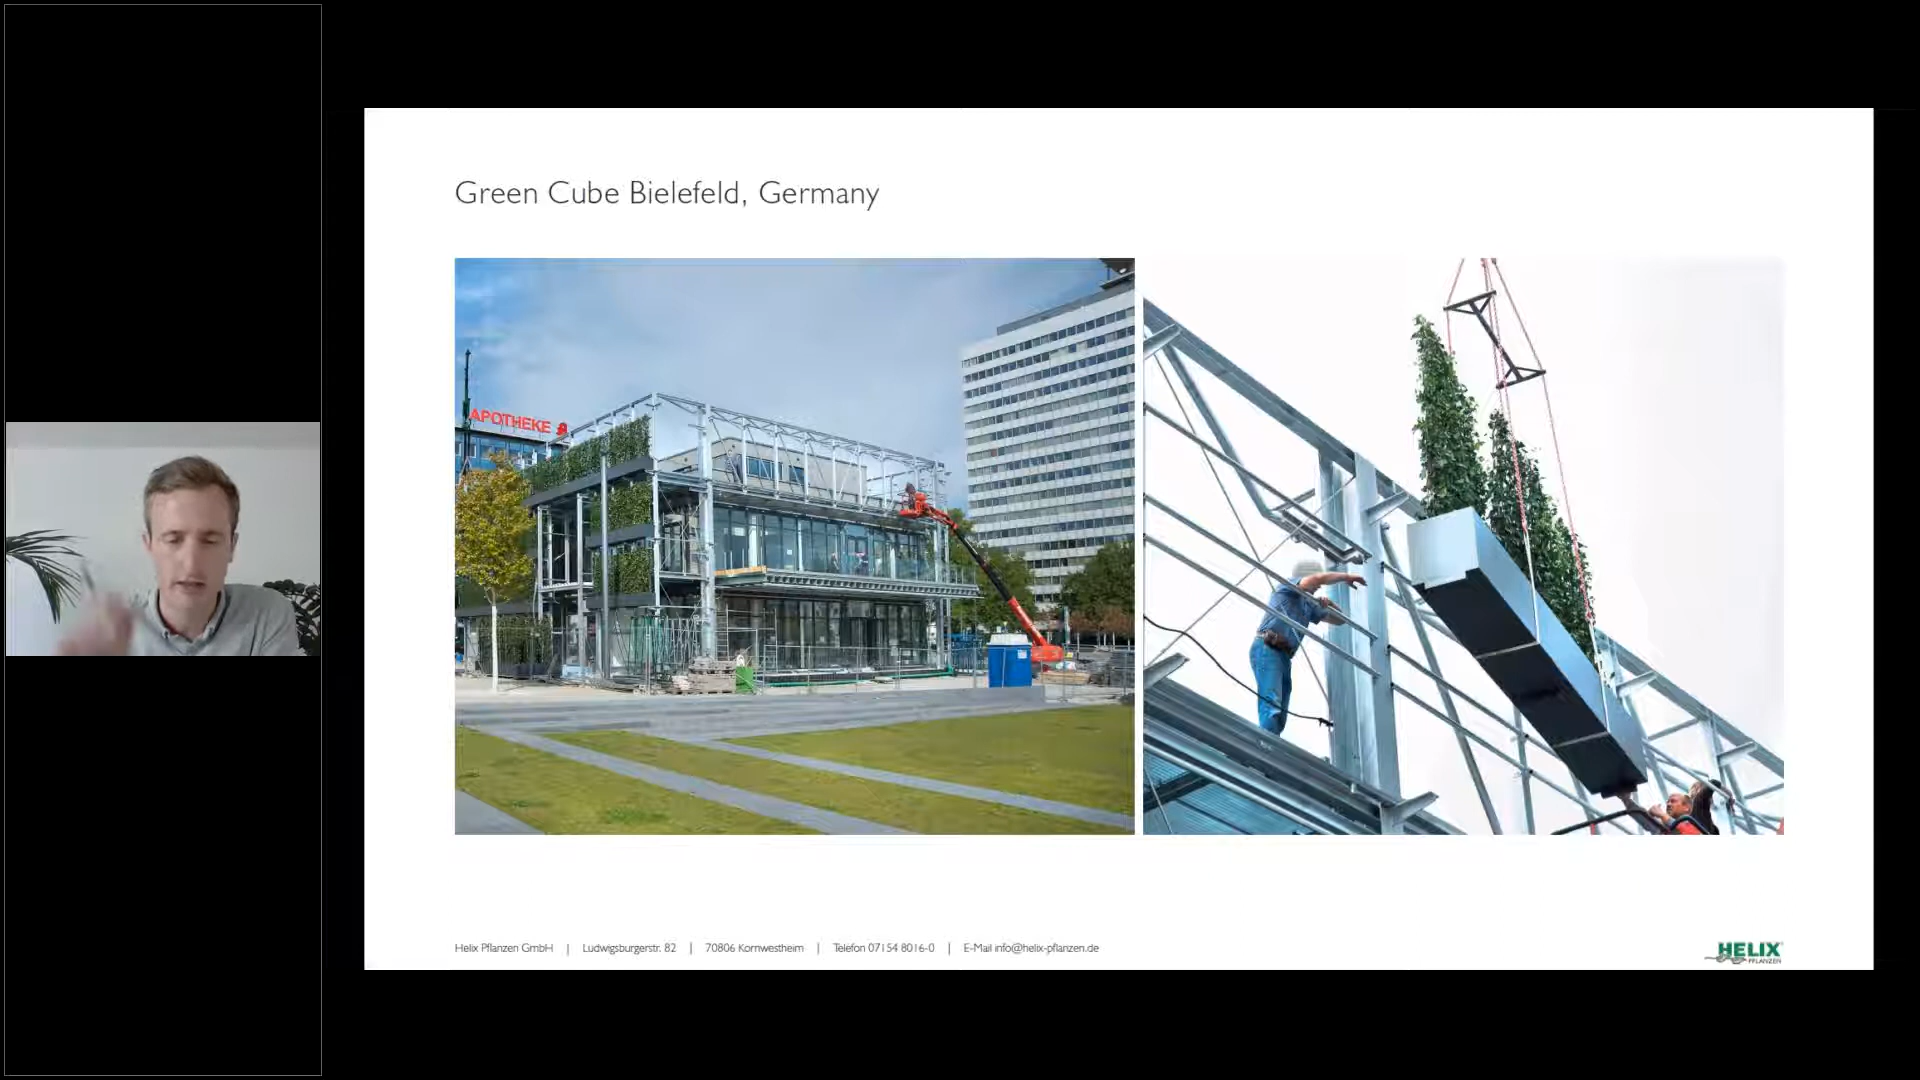 Green Cube Bielefeld, Germany
APOTHEKE
Helix Pflanzen GmbH | Ludwigsburgerstr. 82 | 70806 Kornwestheim | Telefon 07154 8016-0 | E-Mail info@helix-pflanzen.de
HELIX
PFLANZEN